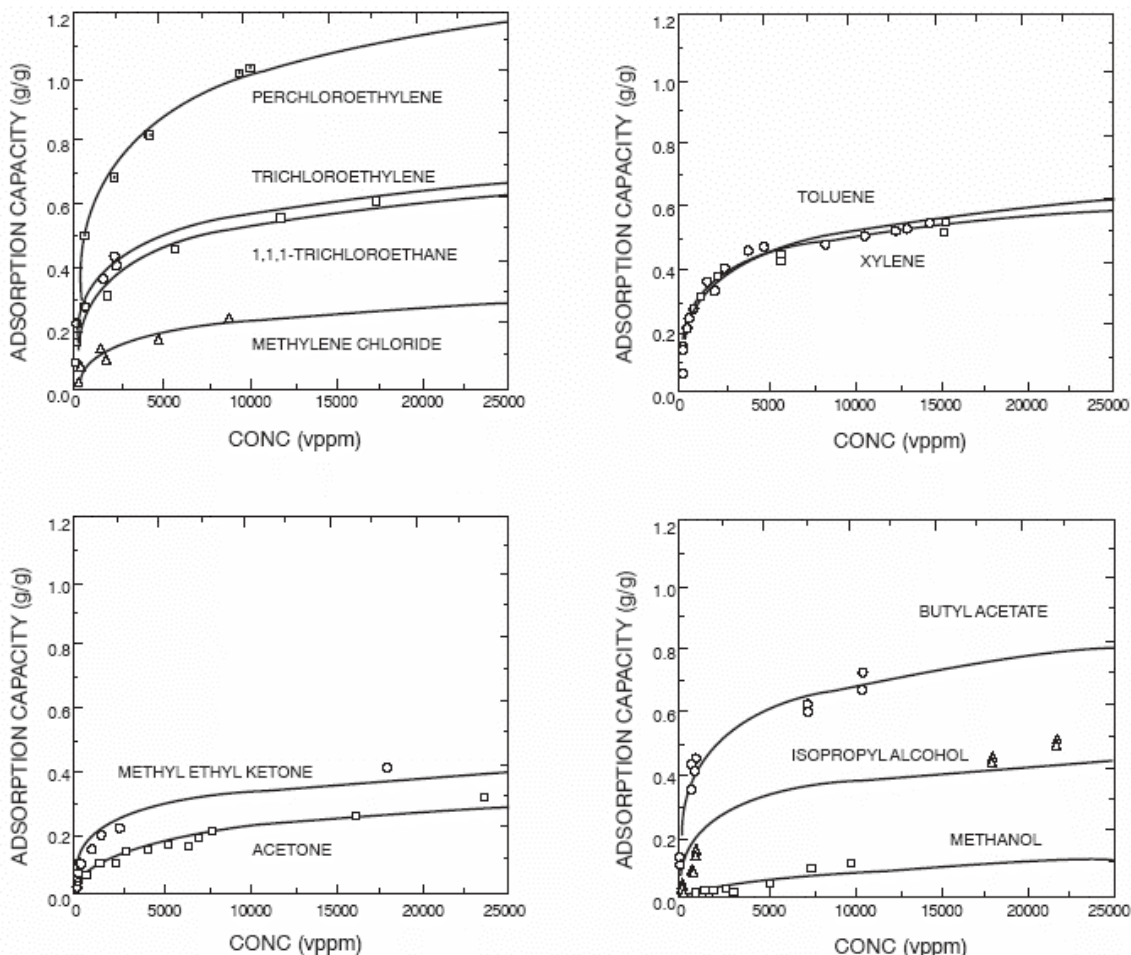 ADSORPTION CAPACITY (g/g)
1.2
1.0
0.8
0.6
0.4
0.2
0.0
PERCHLOROETHYLENE
TRICHLOROETHYLENE
1,1,1-TRICHLOROETHANE
METHYLENE CHLORIDE
0 5000 10000 15000 20000 25000
CONC (vppm)
ADSORPTION CAPACITY (g/g)
1.2
1.0
0.8
0.6
0.4
0.2
0.0
TOLUENE
XYLENE
0 5000 10000 15000 20000 25000
CONC (vppm)
ADSORPTION CAPACITY (g/g)
1.2
1.0
0.8
0.6
0.4
0.2
0.0
METHYL ETHYL KETONE
ACETONE
0 5000 10000 15000 20000 25000
CONC (vppm)
ADSORPTION CAPACITY (g/g)
1.2
1.0
0.8
0.6
0.4
0.2
0.0
BUTYL ACETATE
ISOPROPYL ALCOHOL
METHANOL
0 5000 10000 15000 20000 25000
CONC (vppm)